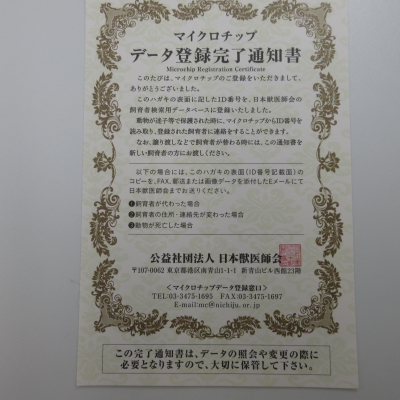 マイクロチップ
データ登録完了通知書
Microchip Registration Certificate
このたびは、マイクロチップのご登録をいただきまして、
ありがとうございました。
このハガキの表面に記したID番号を、日本獣医師会の
飼育者検索用データベースに登録いたしました。
動物が迷子等で保護された時に、マイクロチップからID番号を
読み取り、登録された飼育者に連絡をすることができます。
なお、譲り渡しなどで飼育者が替わる時には、この通知書を
新しい飼育者の方にお渡しください。
以下の場合には、このハガキの表面(ID番号記載面)の
コピーを、FAX、郵送または画像データを添付したEメールにて
日本獣医師会までお送りください。
❶飼育者が代わった場合
❷飼育者の住所・連絡先が変わった場合
❸動物が死亡した場合
公益社団法人 日本獣医師会
〒107-0062 東京都港区南青山1-1-1 新青山ビル西館23階
<マイクロチップデータ登録窓口>
TEL:03-3475-1695 FAX:03-3475-1697
E-mail:mc@nichiju.or.jp
この完了通知書は、データの照会や変更の際に
必要となりますので、大切に保管して下さい。